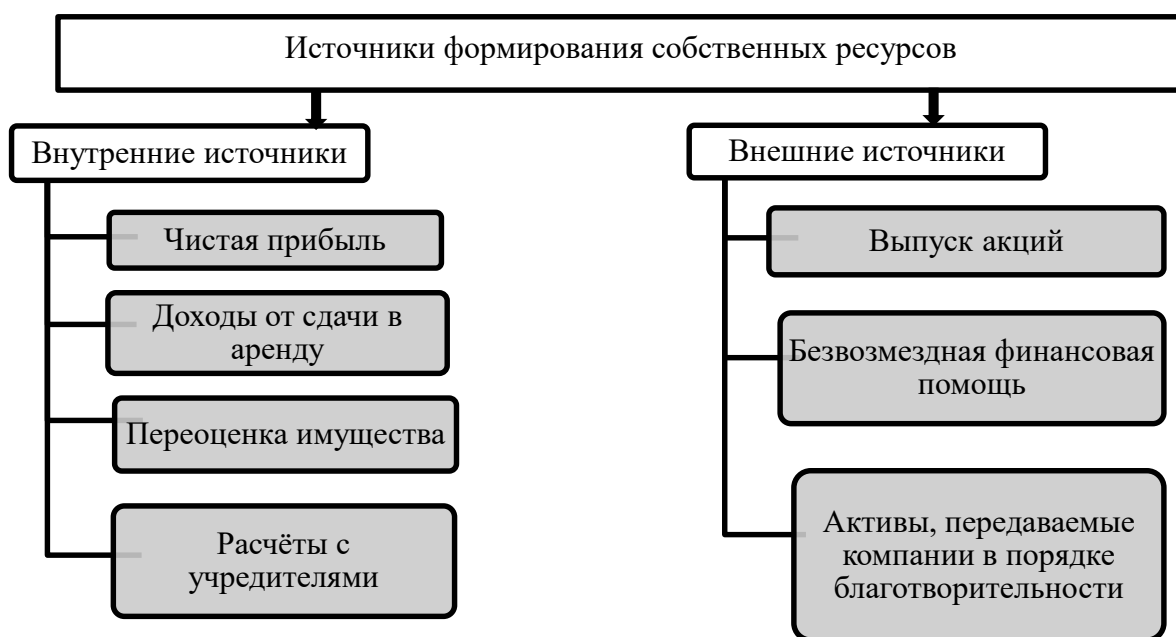 Источники формирования собственных ресурсов
Внутренние источники
Чистая прибыль
Доходы от сдачи в
аренду
Переоценка имущества
Расчёты с
учредителями
Внешние источники
Выпуск акций
Безвозмездная финансовая
помощь
Активы, передаваемые
компании в порядке
благотворительности